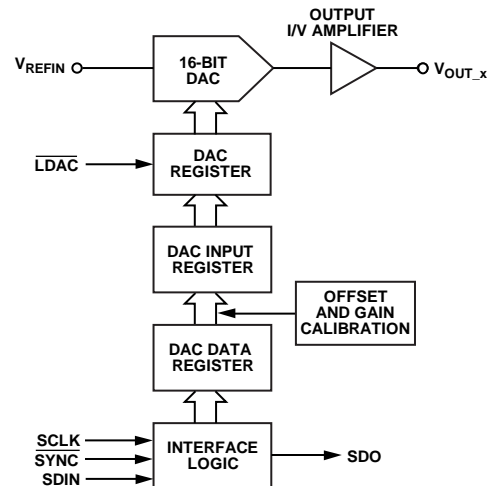 OUTPUT
I/V AMPLIFIER
VREFIN
16-BIT
DAC
VOUT_x
LDAC
DAC
REGISTER
DAC INPUT
REGISTER
OFFSET
AND GAIN
CALIBRATION
DAC DATA
REGISTER
SCLK
SYNC
SDIN
INTERFACE
LOGIC
SDO